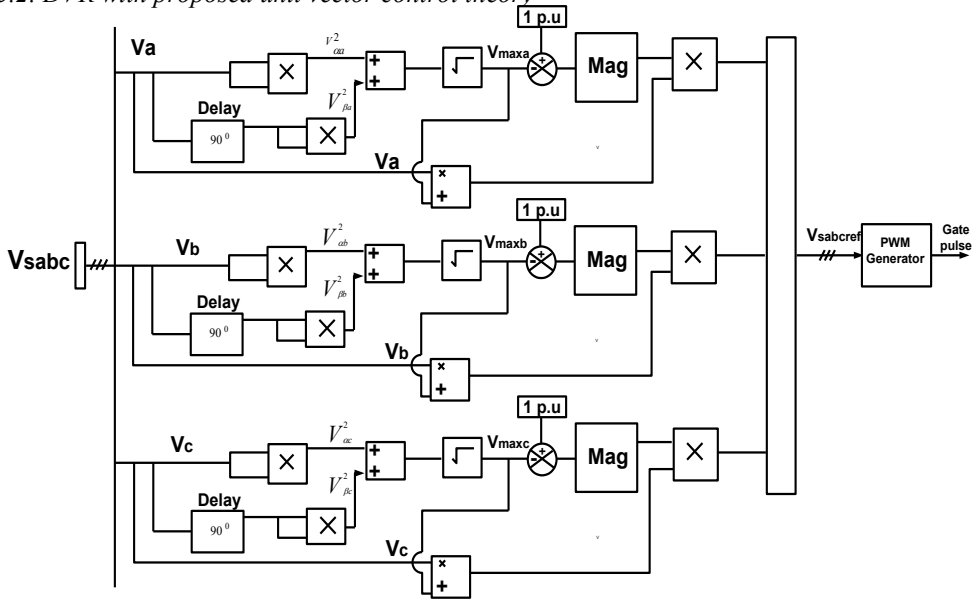 .2. DVR with proposed unit vector control theory
1 p.u
Va
V²αa
Vmaxa
+
+
+
-
Mag
×
×
Delay
V²βa
90⁰
×
Va
×
+
1 p.u
Vb
V²αb
Vmaxb
+
+
+
-
Mag
×
×
Vsabc
Vsabcref
PWM
Generator
Gate
pulse
Delay
V²βb
90⁰
×
Vb
×
+
1 p.u
Vc
V²αc
Vmaxc
+
+
+
-
Mag
×
×
Delay
V²βc
90⁰
×
Vc
×
+